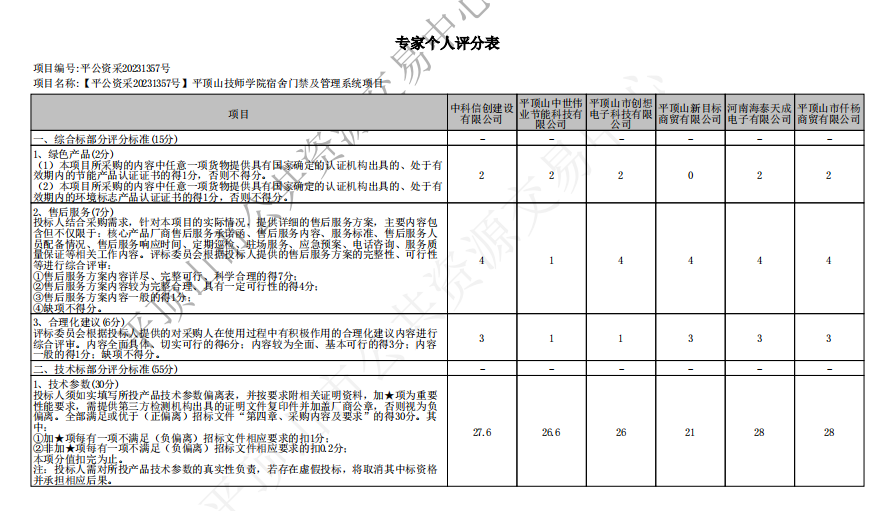 专家个人评分表
项目编号:平公资采20231357号
项目名称:【平公资采20231357号】平顶山技师学院宿舍门禁及管理系统项目
项目 中科信创建设有限公司 平顶山中世伟业节能科技有限公司 平顶山市创想电子科技有限公司 平顶山新目标商贸有限公司 河南海泰天成电子有限公司 平顶山市仟杨商贸有限公司
一、综合标部分评分标准(15分) - - - - - -
1、绿色产品(2分)
(1)本项目所采购的内容中任意一项货物提供具有国家确定的认证机构出具的、处于有
效期内的节能产品认证证书的得1分,否则不得分。
(2)本项目所采购的内容中任意一项货物提供具有国家确定的认证机构出具的、处于有
效期内的环境标志产品认证证书的得1分,否则不得分。
2 2 2 0 2 2
2、售后服务(7分)
投标人结合采购需求,针对本项目的实际情况,提供详细的售后服务方案,主要内容包
含但不仅限于:核心产品厂商售后服务承诺函、售后服务内容、服务标准、售后服务人
员配备情况、售后服务响应时间、定期巡检、驻场服务、应急预案、电话咨询、服务质
量保证等相关工作内容。评标委员会根据投标人提供的售后服务方案的完整性、可行性
等进行综合评审:
①售后服务方案内容详尽、完整可行、科学合理的得7分;
②售后服务方案内容较为完整合理、具有一定可行性的得4分;
③售后服务方案内容一般的得1分;
④缺项不得分。
4 1 4 4 4 4
3、合理化建议(6分)
评标委员会根据投标人提供的对采购人在使用过程中有积极作用的合理化建议内容进行
综合评审。内容全面具体、切实可行的得6分;内容较为全面、基本可行的得3分;内容
一般的得1分;缺项不得分。
3 1 1 3 3 3
二、技术标部分评分标准(55分) - - - - - -
1、技术参数(30分)
投标人须如实填写所投产品技术参数偏离表,并按要求附相关证明资料,加★项为重要
性能要求,需提供第三方检测机构出具的证明文件复印件并加盖厂商公章,否则视为负
偏离。全部满足或优于(正偏离)招标文件“第四章、采购内容及要求”的得30分。其
中:
①加★项每有一项不满足(负偏离)招标文件相应要求的扣1分;
②非加★项每有一项不满足(负偏离)招标文件相应要求的扣0.2分;
本项分值扣完为止。
注:投标人需对所投产品技术参数的真实性负责,若存在虚假投标,将取消其中标资格
并承担相应后果。
27.6 26.6 26 21 28 28
平顶山市公共资源交易中心
平顶山市公共资源交易中心